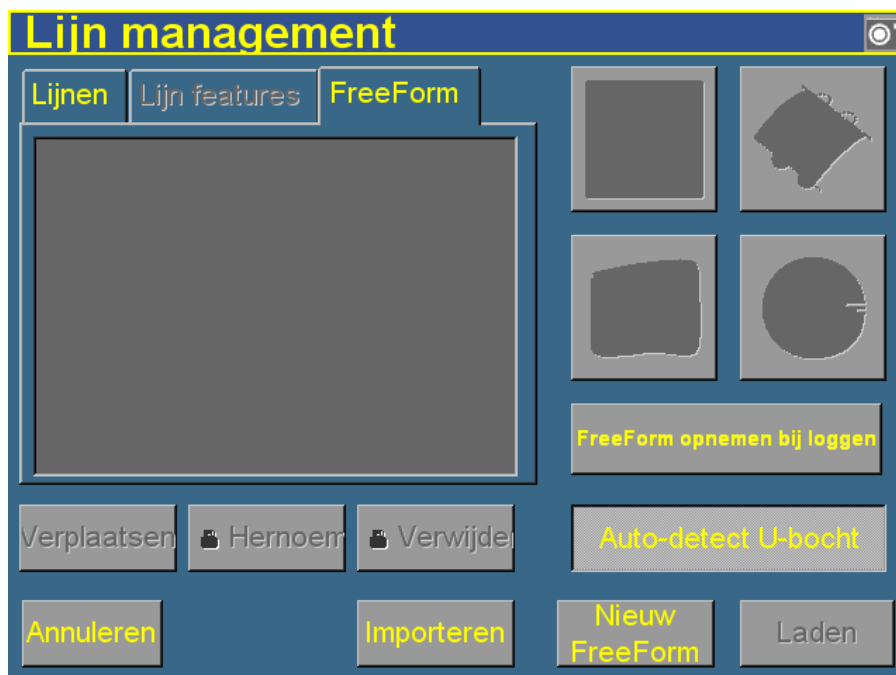 Lijn management
Lijnen
Lijn features
FreeForm
FreeForm opnemen bij loggen
Verplaatsen
Hernoem
Verwijder
Auto-detect U-bocht
Annuleren
Importeren
Nieuw
FreeForm
Laden